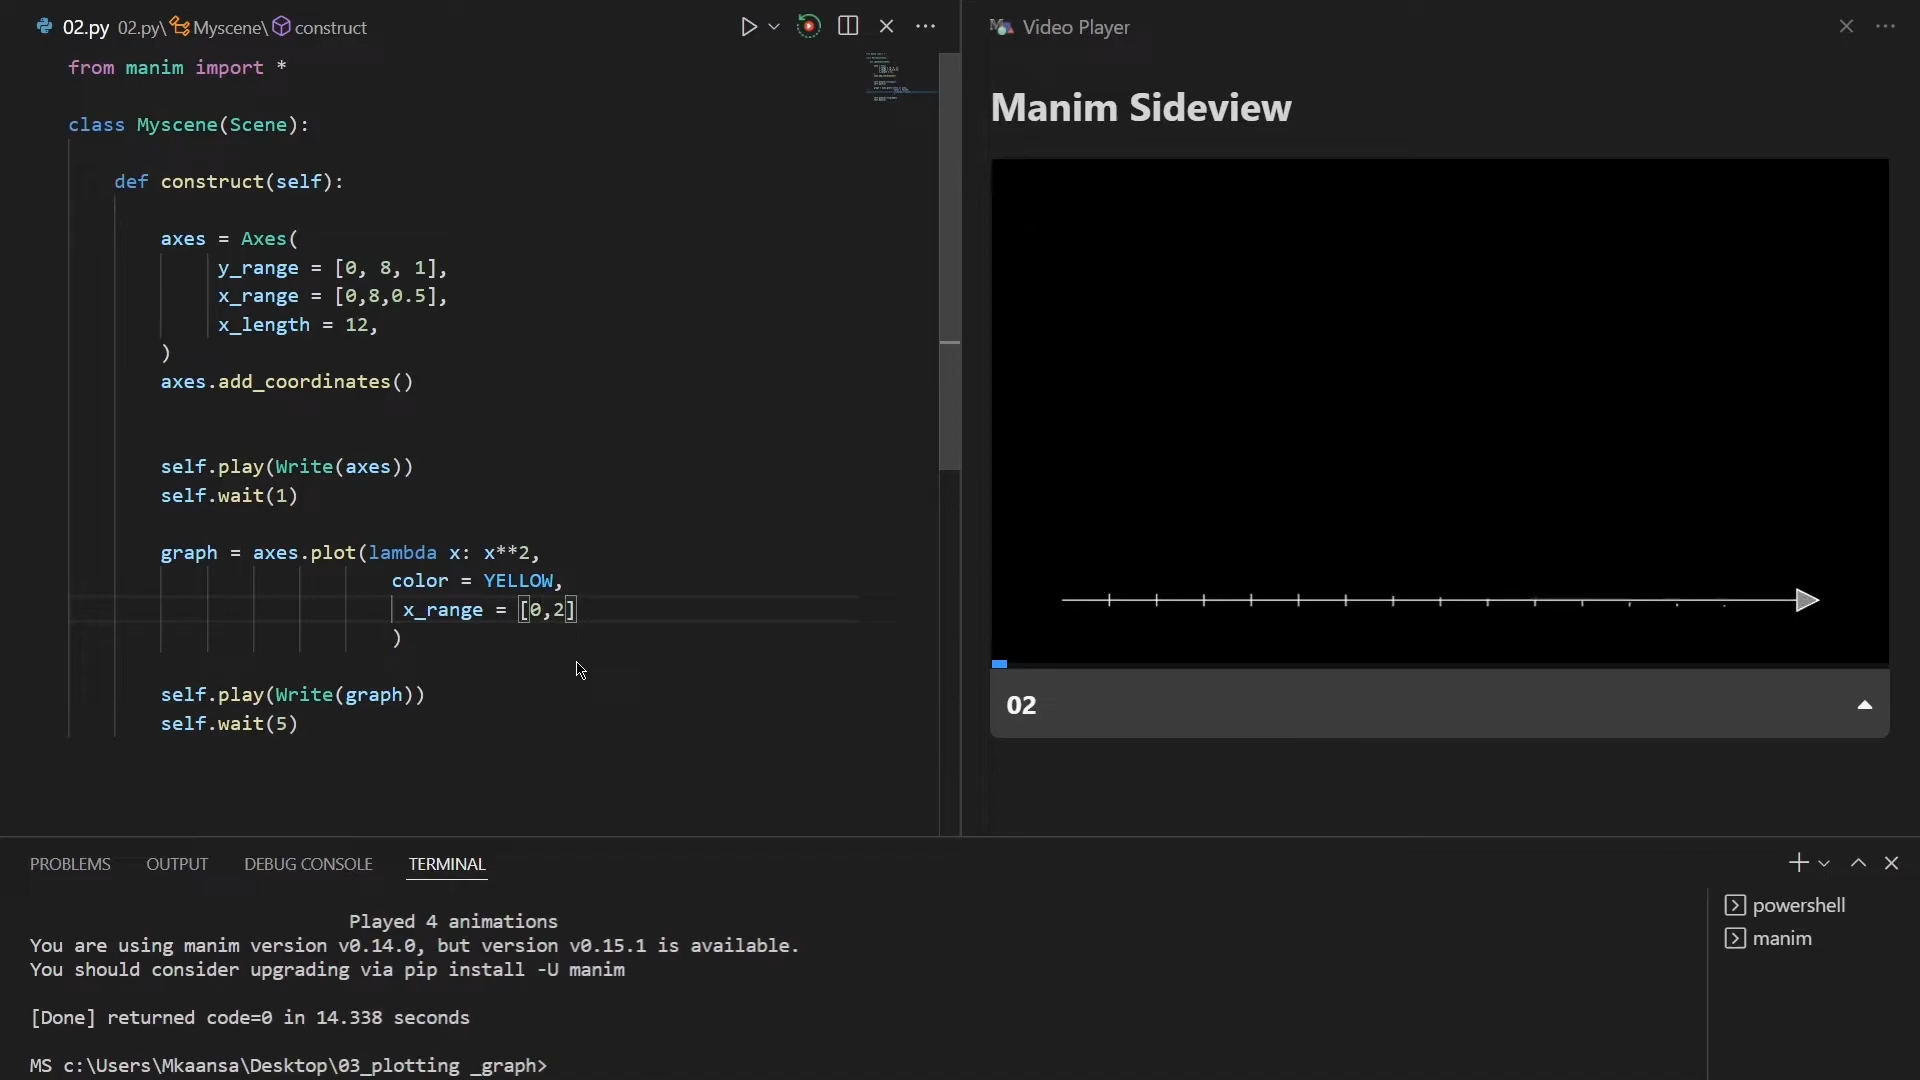 02.py 02.py\ Myscene\ construct
from manim import *
class Myscene(Scene):
def construct(self):
axes = Axes(
y_range = [0, 8, 1],
x_range = [0,8,0.5],
x_length = 12,
)
axes.add_coordinates()
self.play(Write(axes))
self.wait(1)
graph = axes.plot(lambda x: x**2,
color = YELLOW,
x_range = [0,2]
)
self.play(Write(graph))
self.wait(5)
Video Player
Manim Sideview
02
PROBLEMS OUTPUT DEBUG CONSOLE TERMINAL
Played 4 animations
You are using manim version v0.14.0, but version v0.15.1 is available.
You should consider upgrading via pip install -U manim
[Done] returned code=0 in 14.338 seconds
MS c:\Users\Mkaansa\Desktop\03_plotting _graph>
powershell
manim